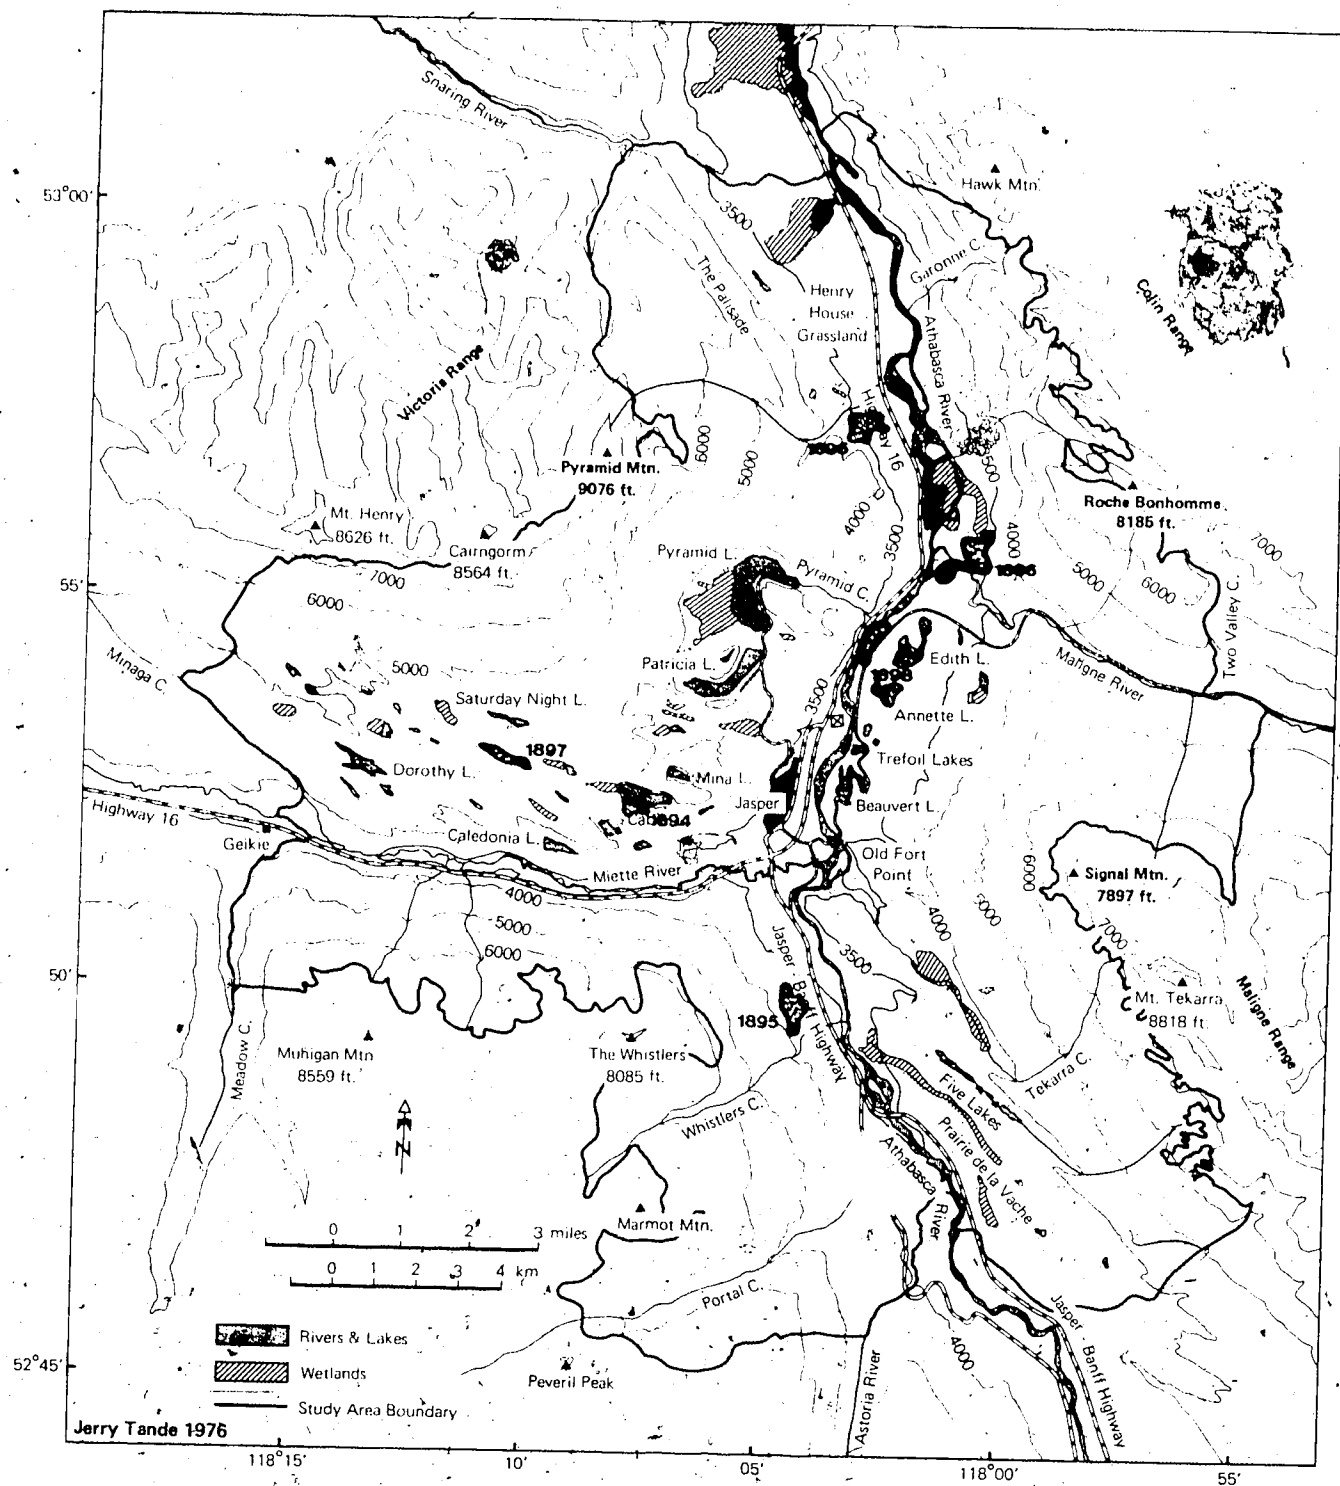 Snaring River
53°00'
Hawk Mtn.
3500
Garonne C.
The Palisade
Henry
House
Grassland
Colin Range
Athabasca River
Victoria Range
Highway 16
6000
5000
3500
Pyramid Mtn.
9076 ft.
Roche Bonhomme
8185 ft.
Mt. Henry
8626 ft.
4000
3500
4000
7000
Cairngorm
8564 ft.
Pyramid L.
Pyramid C.
5000
6000
55'
7000
6000
Two Valley C.
Minaga C.
5000
Patricia L.
Edith L.
Maligne River
1898
Saturday Night L.
3500
Annette L.
1897
Trefoil Lakes
Dorothy L.
Mina L.
Jasper
Beauvert L.
Highway 16
1894
Geikie
Caledonia L.
Old Fort
Point
Miette River
6000
Signal Mtn.
7897 ft.
4000
5000
4000
5000
7000
6000
Jasper - Banff Highway
3500
50'
Mt. Tekarra
8818 ft.
Maligne Range
1895
Meadow C.
Muhigan Mtn
8559 ft.
The Whistlers
8085 ft.
Tekarra C.
Five Lakes
Whistlers C.
Prairie de la Vache
Athabasca River
N
Marmot Mtn.
0 1 2 3 miles
0 1 2 3 4 km
Portal C.
Jasper - Banff Highway
Rivers & Lakes
4000
52°45'
Wetlands
Peveril Peak
Astoria River
Study Area Boundary
Jerry Tande 1976
118°15' 10' 05' 118°00' 55'